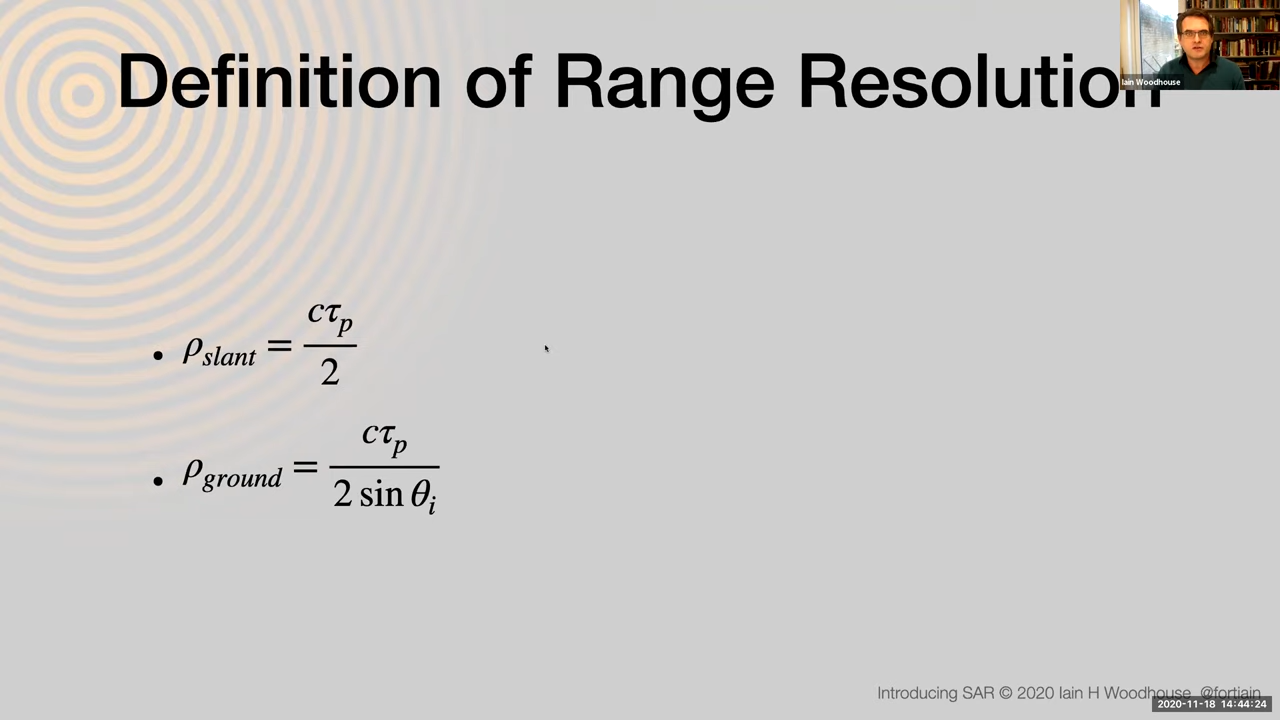 Definition of Range Resolution
Iain Woodhouse
• ρ_slant = cτ_p / 2
• ρ_ground = cτ_p / 2 sin θ_i
Introducing SAR © 2020 Iain H Woodhouse @fortiain
2020-11-18 14:44:24